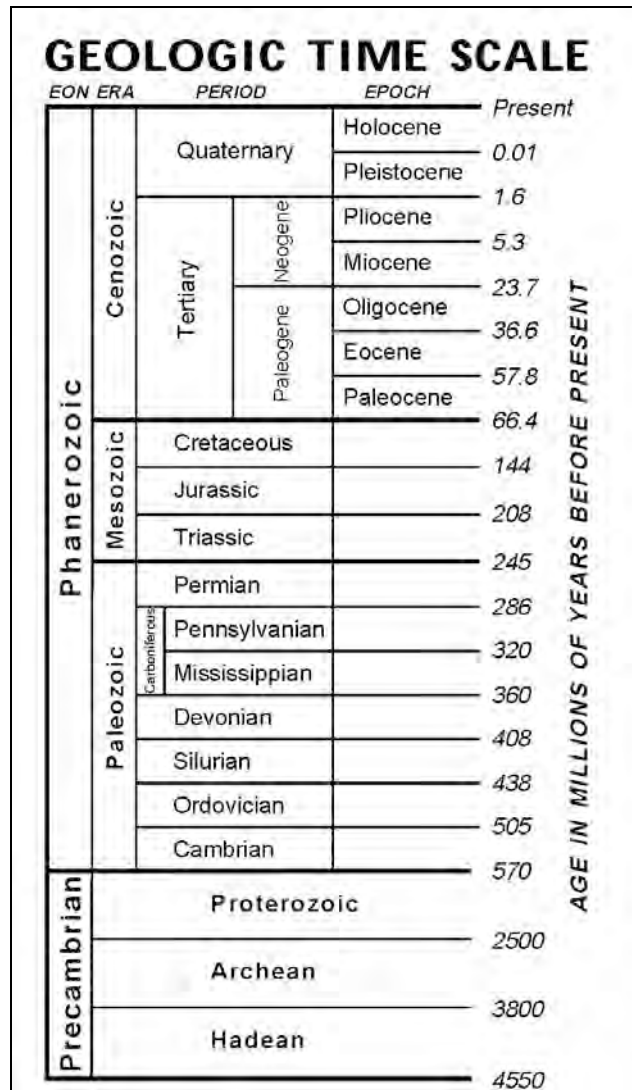 GEOLOGIC TIME SCALE
EON ERA PERIOD EPOCH
Present
Phanerozoic
Cenozoic
Quaternary
Holocene
0.01
Pleistocene
1.6
Tertiary
Neogene
Pliocene
5.3
Miocene
23.7
Paleogene
Oligocene
36.6
Eocene
57.8
Paleocene
66.4
Mesozoic
Cretaceous
144
Jurassic
208
Triassic
245
Paleozoic
Permian
286
Carboniferous
Pennsylvanian
320
Mississippian
360
Devonian
408
Silurian
438
Ordovician
505
Cambrian
570
Precambrian
Proterozoic
2500
Archean
3800
Hadean
4550
AGE IN MILLIONS OF YEARS BEFORE PRESENT